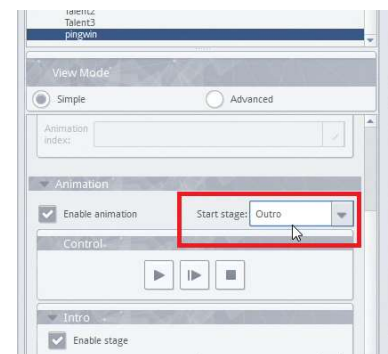 Talent2
Talent3
pingwin
View Mode
Simple Advanced
Animation
index:
Animation
Enable animation Start stage: Outro
Control
Intro
Enable stage